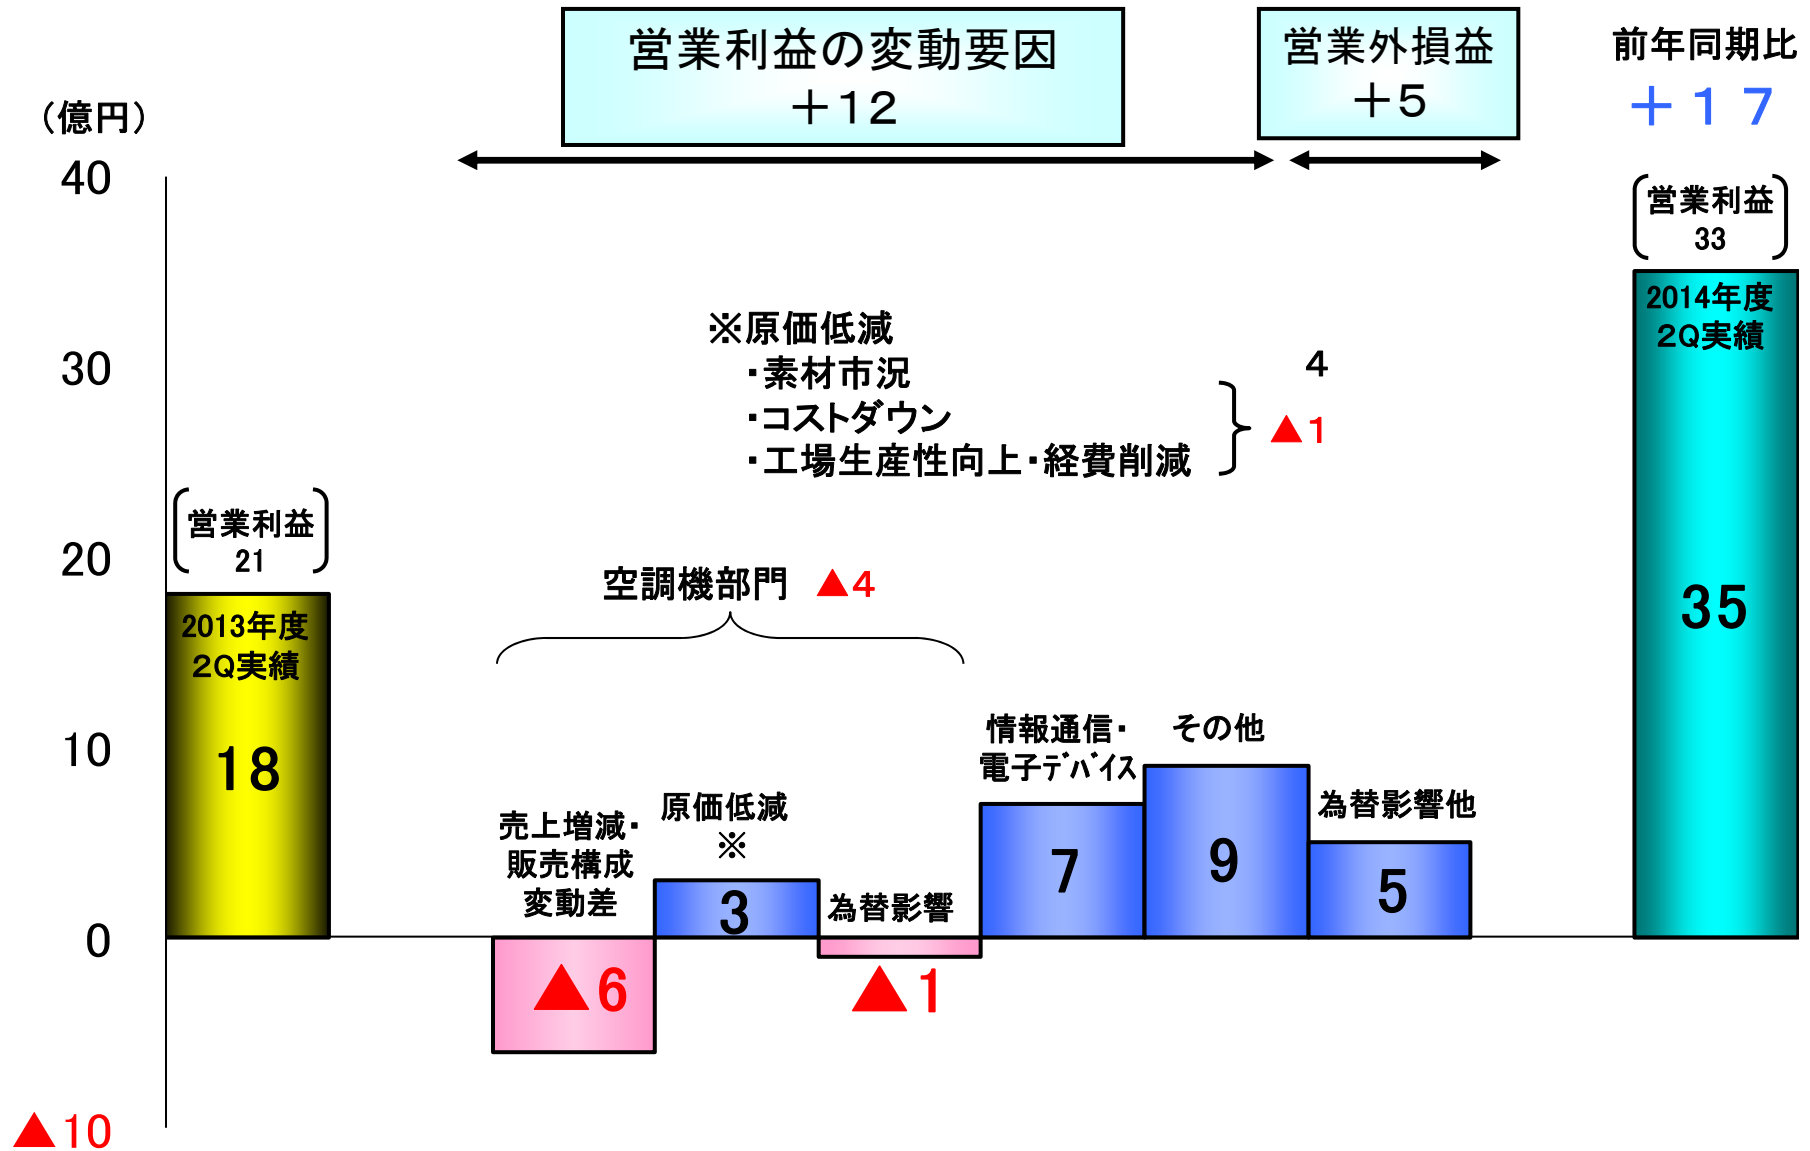 営業利益の変動要因
＋12
営業外損益
＋5
前年同期比
＋１７
（億円）
40
30
20
10
0
▲10
営業利益
21
2013年度
２Q実績
18
※原価低減
・素材市況
4
・コストダウン
・工場生産性向上・経費削減
▲1
空調機部門 ▲4
売上増減・
販売構成
変動差
▲6
原価低減
※
3
為替影響
▲1
情報通信・
電子ﾃﾞﾊﾞｲｽ
7
その他
9
為替影響他
5
営業利益
33
2014年度
２Q実績
35